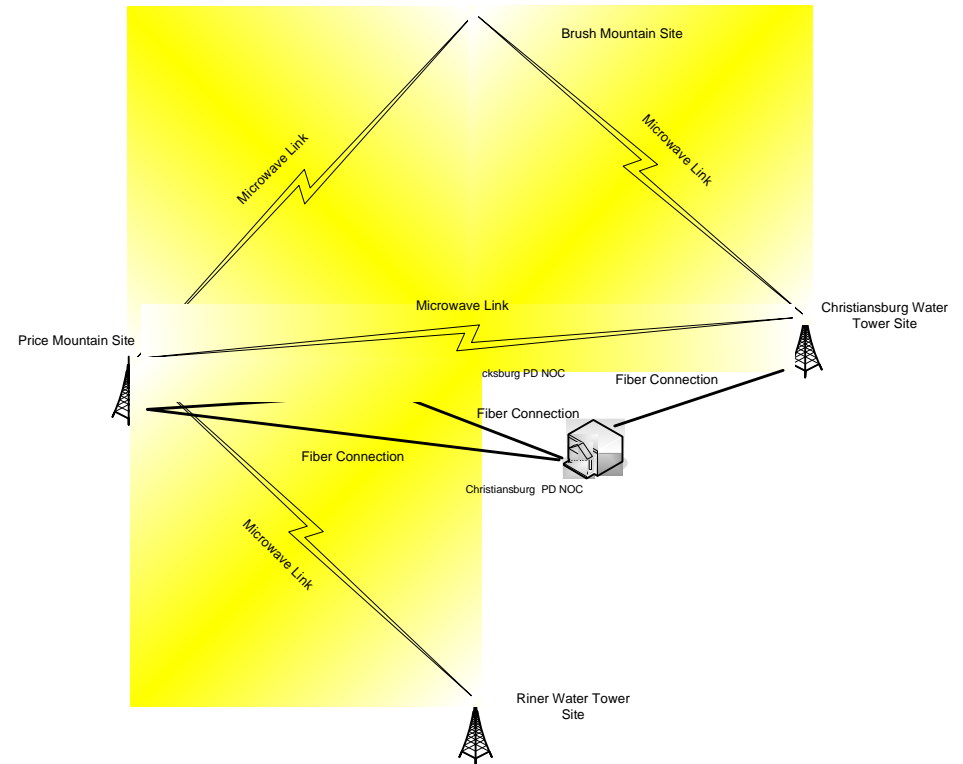 Brush Mountain Site
Microwave Link
Microwave Link
Microwave Link
Christiansburg Water
Tower Site
Price Mountain Site
cksburg PD NOC
Fiber Connection
Fiber Connection
Fiber Connection
Christiansburg PD NOC
Microwave Link
Riner Water Tower
Site